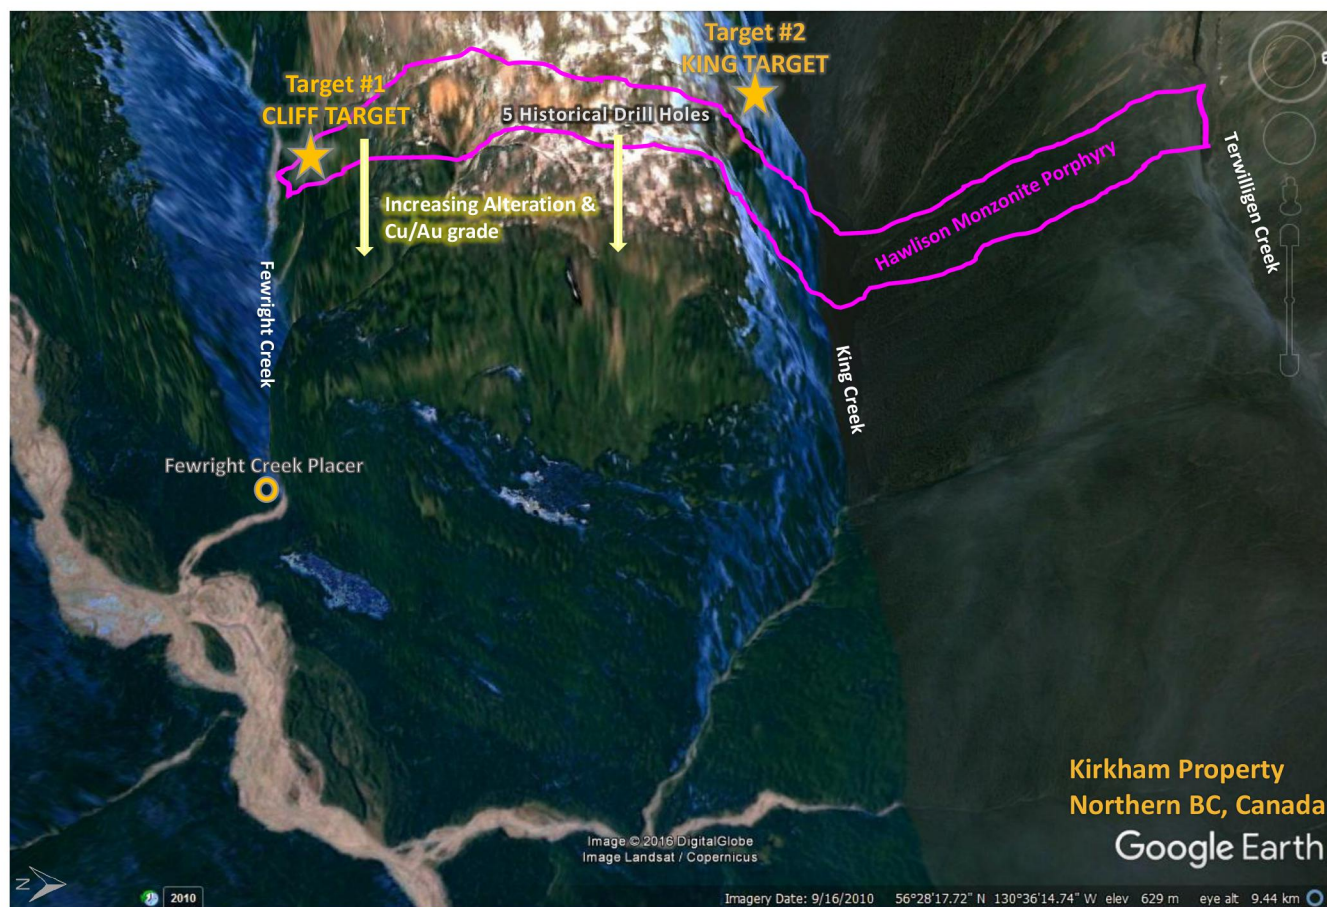 Target #2
KING TARGET
Target #1
CLIFF TARGET
5 Historical Drill Holes
Terwilligen Creek
Hawlison Monzonite Porphyry
Increasing Alteration &
Cu/Au grade
Fewright Creek
King Creek
Fewright Creek Placer
Kirkham Property
Northern BC, Canada
Image © 2016 DigitalGlobe
Image Landsat / Copernicus
Google Earth
N
2010
Imagery Date: 9/16/2010 56°28'17.72" N 130°36'14.74" W elev 629 m eye alt 9.44 km